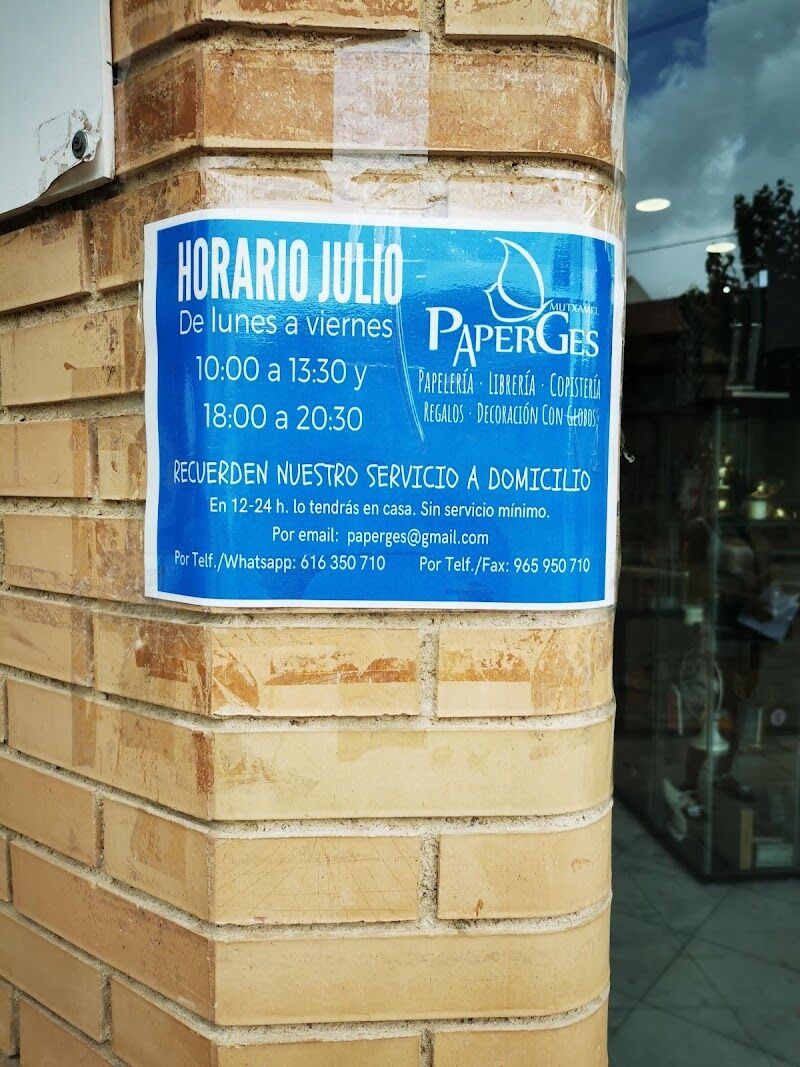 HORARIO JULIO
De lunes a viernes
10:00 a 13:30 y
18:00 a 20:30
MUTXAMEL
PAPERGES
PAPELERÍA · LIBRERÍA · COPISTERÍA
REGALOS · DECORACIÓN CON GLOBOS
RECUERDEN NUESTRO SERVICIO A DOMICILIO
En 12-24 h. lo tendrás en casa. Sin servicio mínimo.
Por email: paperges@gmail.com
Por Telf./Whatsapp: 616 350 710 Por Telf./Fax: 965 950 710